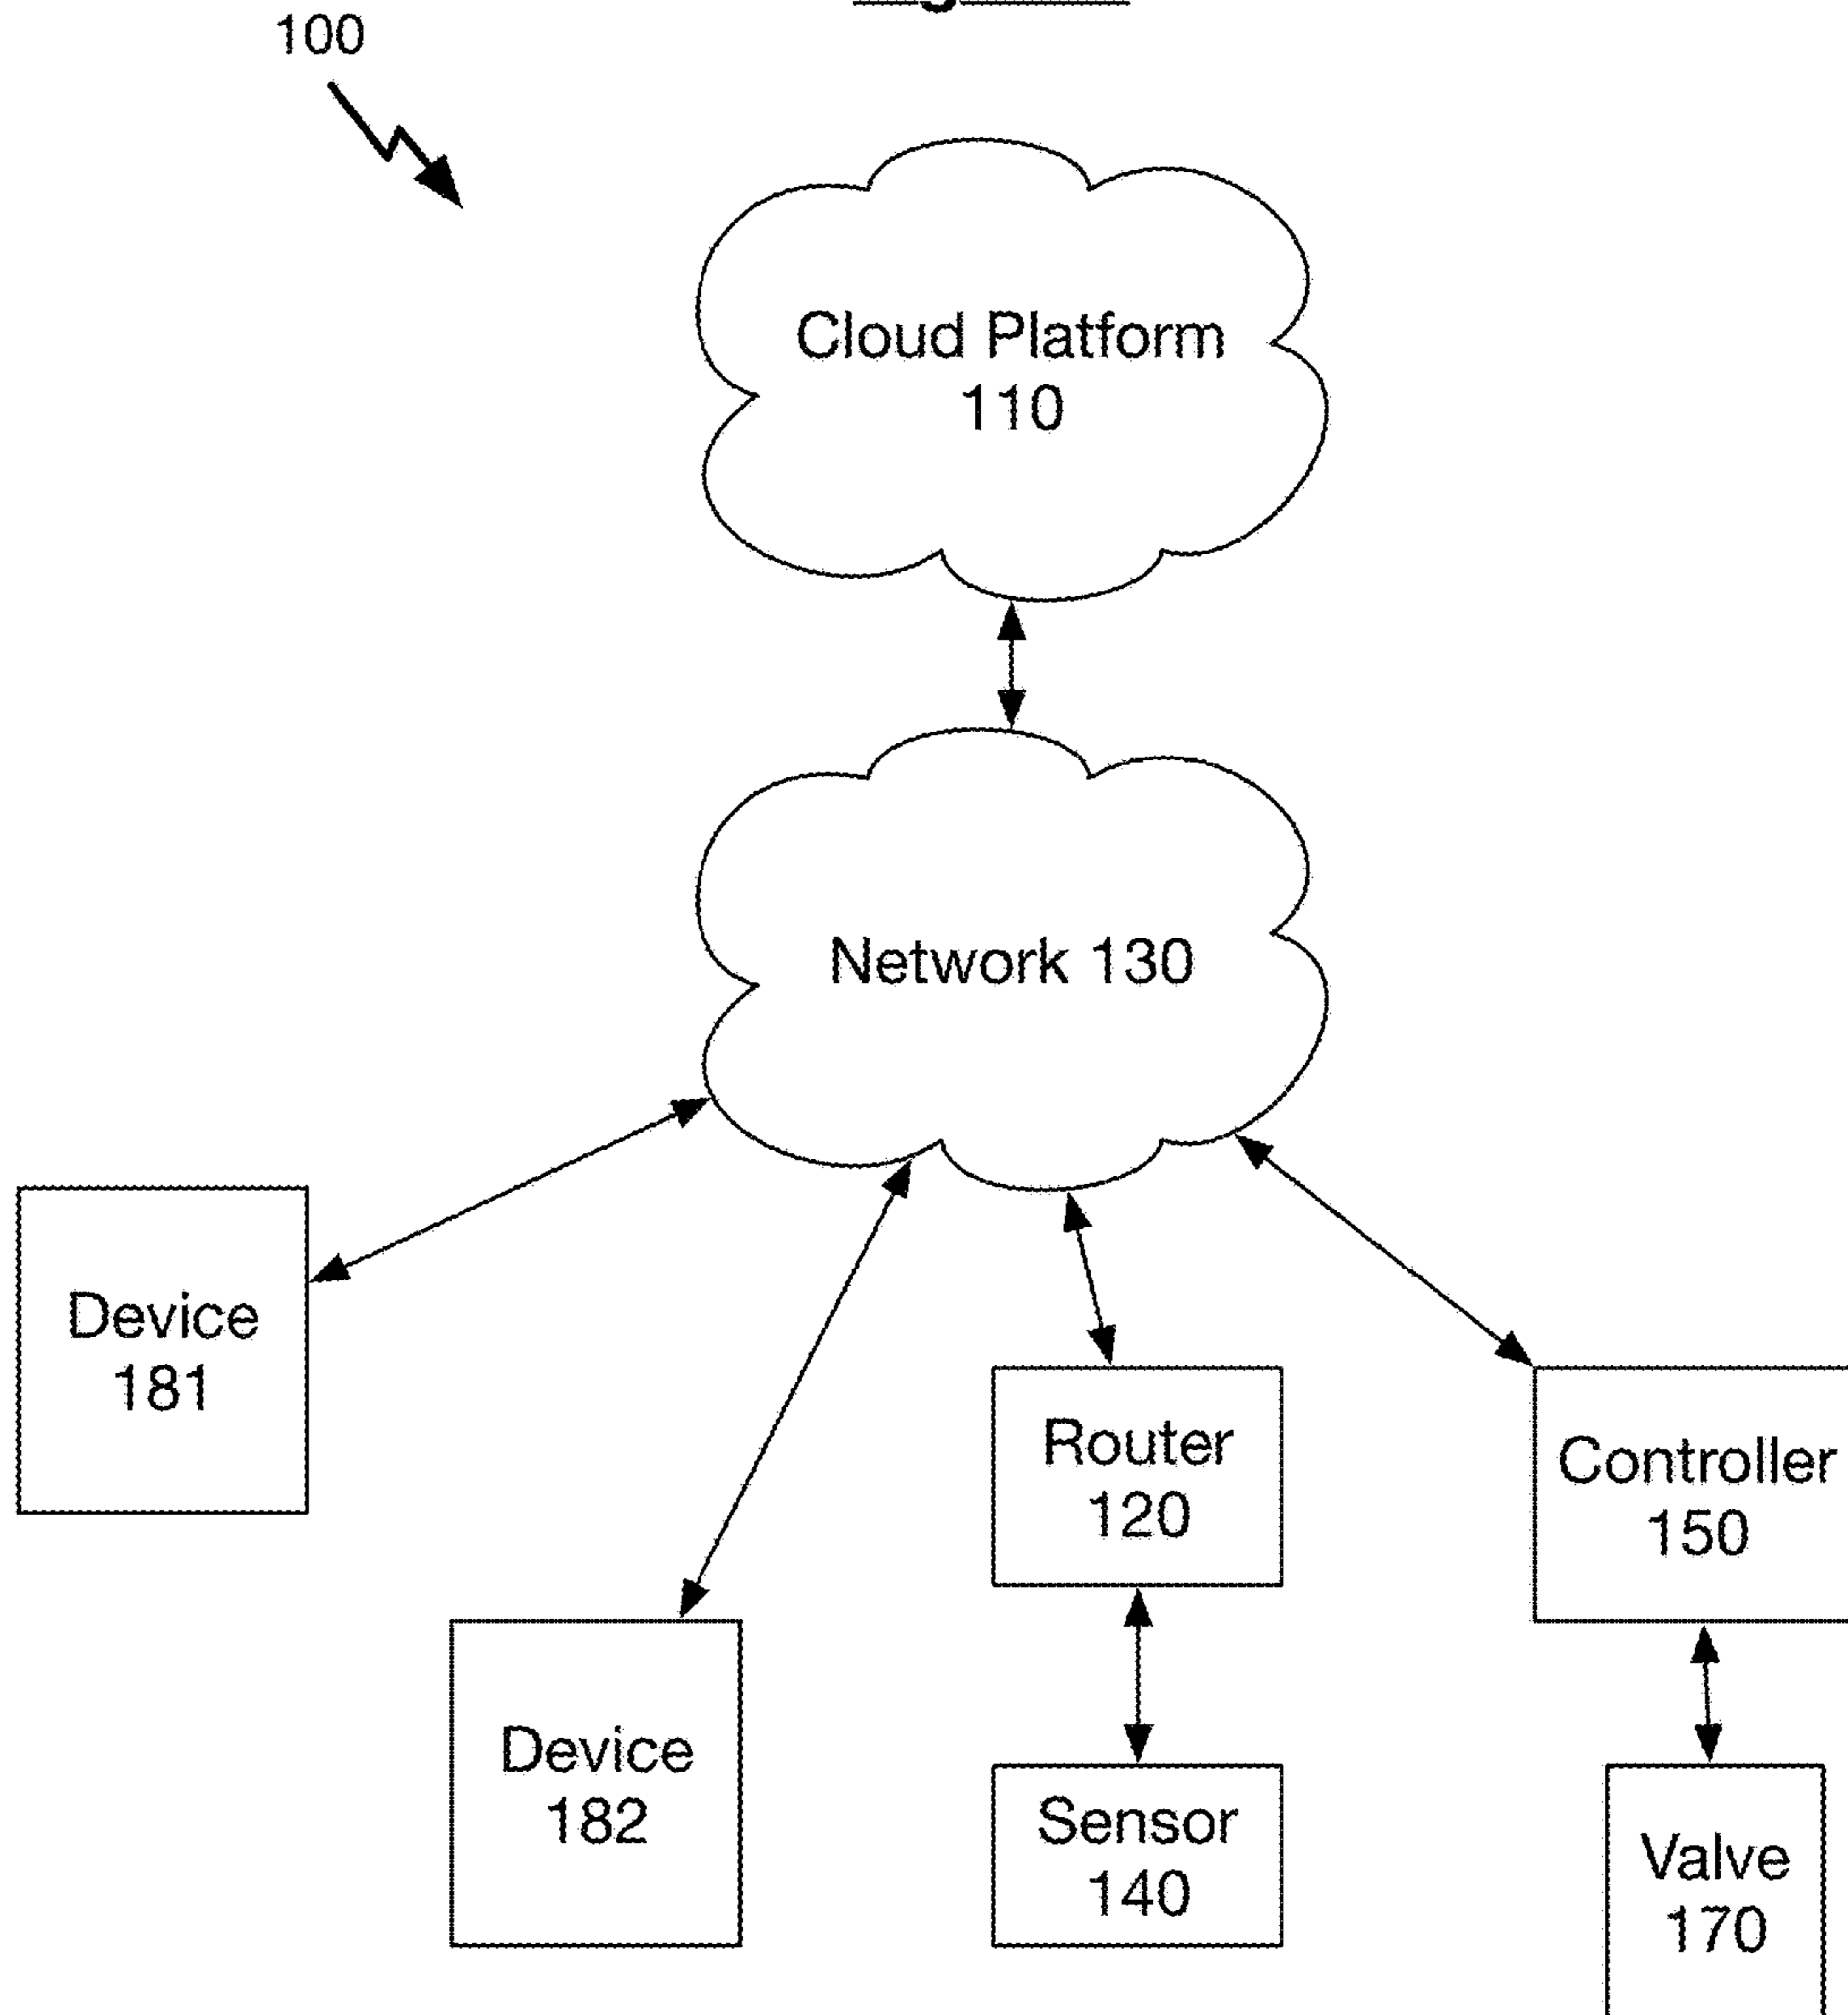 100
Cloud Platform
110
Network 130
Device
181
Router
120
Controller
150
Device
182
Sensor
140
Valve
170